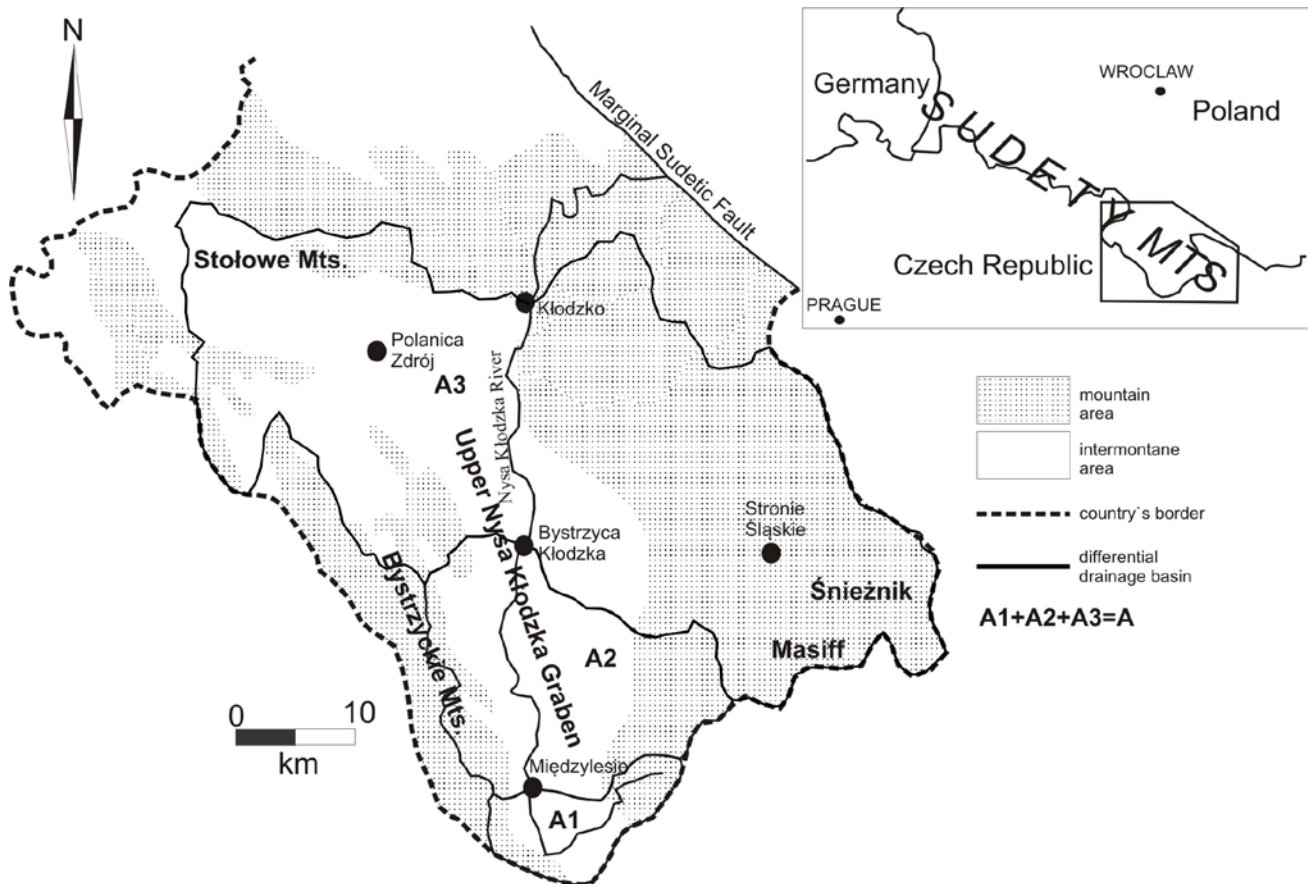 N
Marginal Sudetic Fault
Stołowe Mts.
Kłodzko
Polanica
Zdrój
A3
Nysa Kłodzka River
Upper Nysa Kłodzka Graben
Bystrzyca
Kłodzka
Stronie
Śląskie
Śnieżnik
Masiff
Bystrzyckie Mts.
A2
Międzylesie
A1
0 10
km
Germany
WROCLAW
Poland
SUDETY MTS
Czech Republic
PRAGUE
mountain
area
intermontane
area
country`s border
differential
drainage basin
A1+A2+A3=A